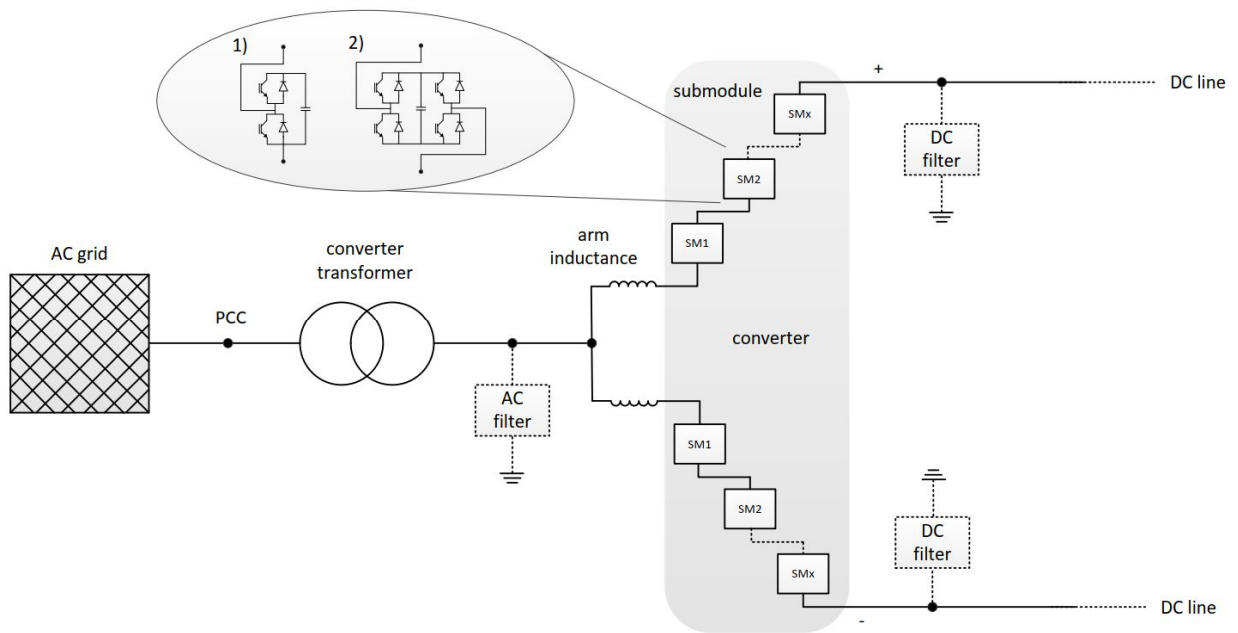 1)
2)
submodule
SMx
+
DC line
DC
filter
SM2
SM1
AC grid
converter
transformer
arm
inductance
PCC
converter
AC
filter
SM1
SM2
SMx
DC
filter
-
DC line